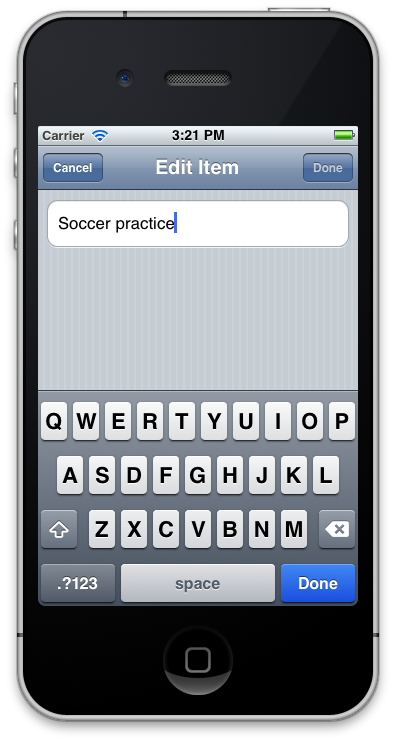 Carrier 3:21 PM
Cancel Edit Item Done
Soccer practice
Q W E R T Y U I O P
A S D F G H J K L
Z X C V B N M
.?123 space Done